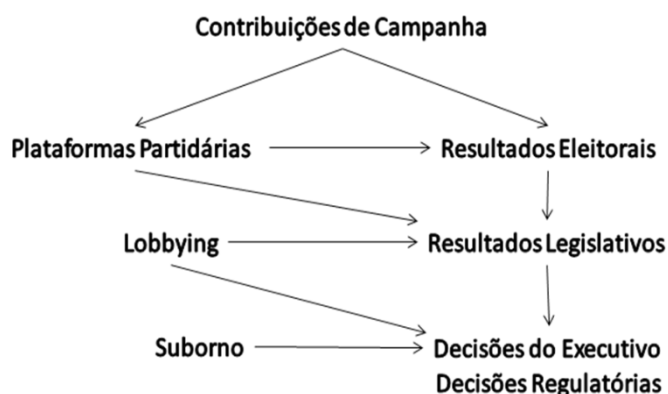 Contribuições de Campanha
Plataformas Partidárias
Resultados Eleitorais
Lobbying
Resultados Legislativos
Suborno
Decisões do Executivo
Decisões Regulatórias